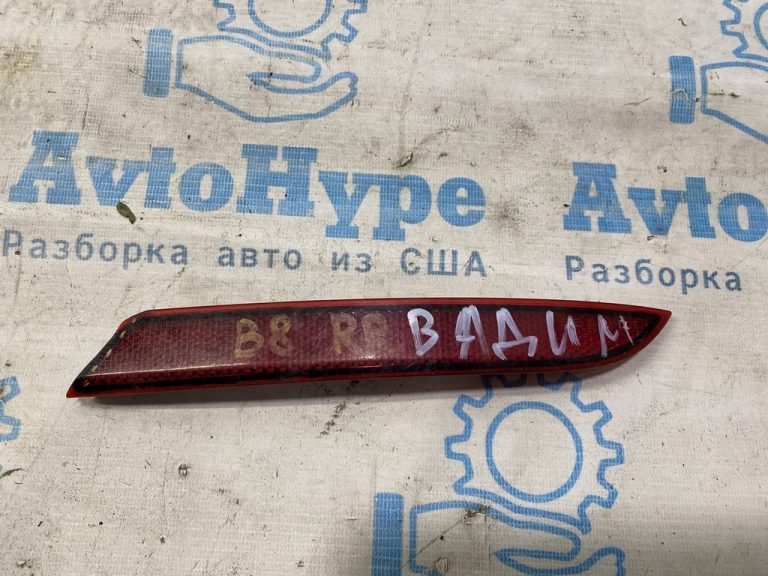 AvtoHype
Разборка авто из США
Avto
Разборка
B8 RR ВАДИМ